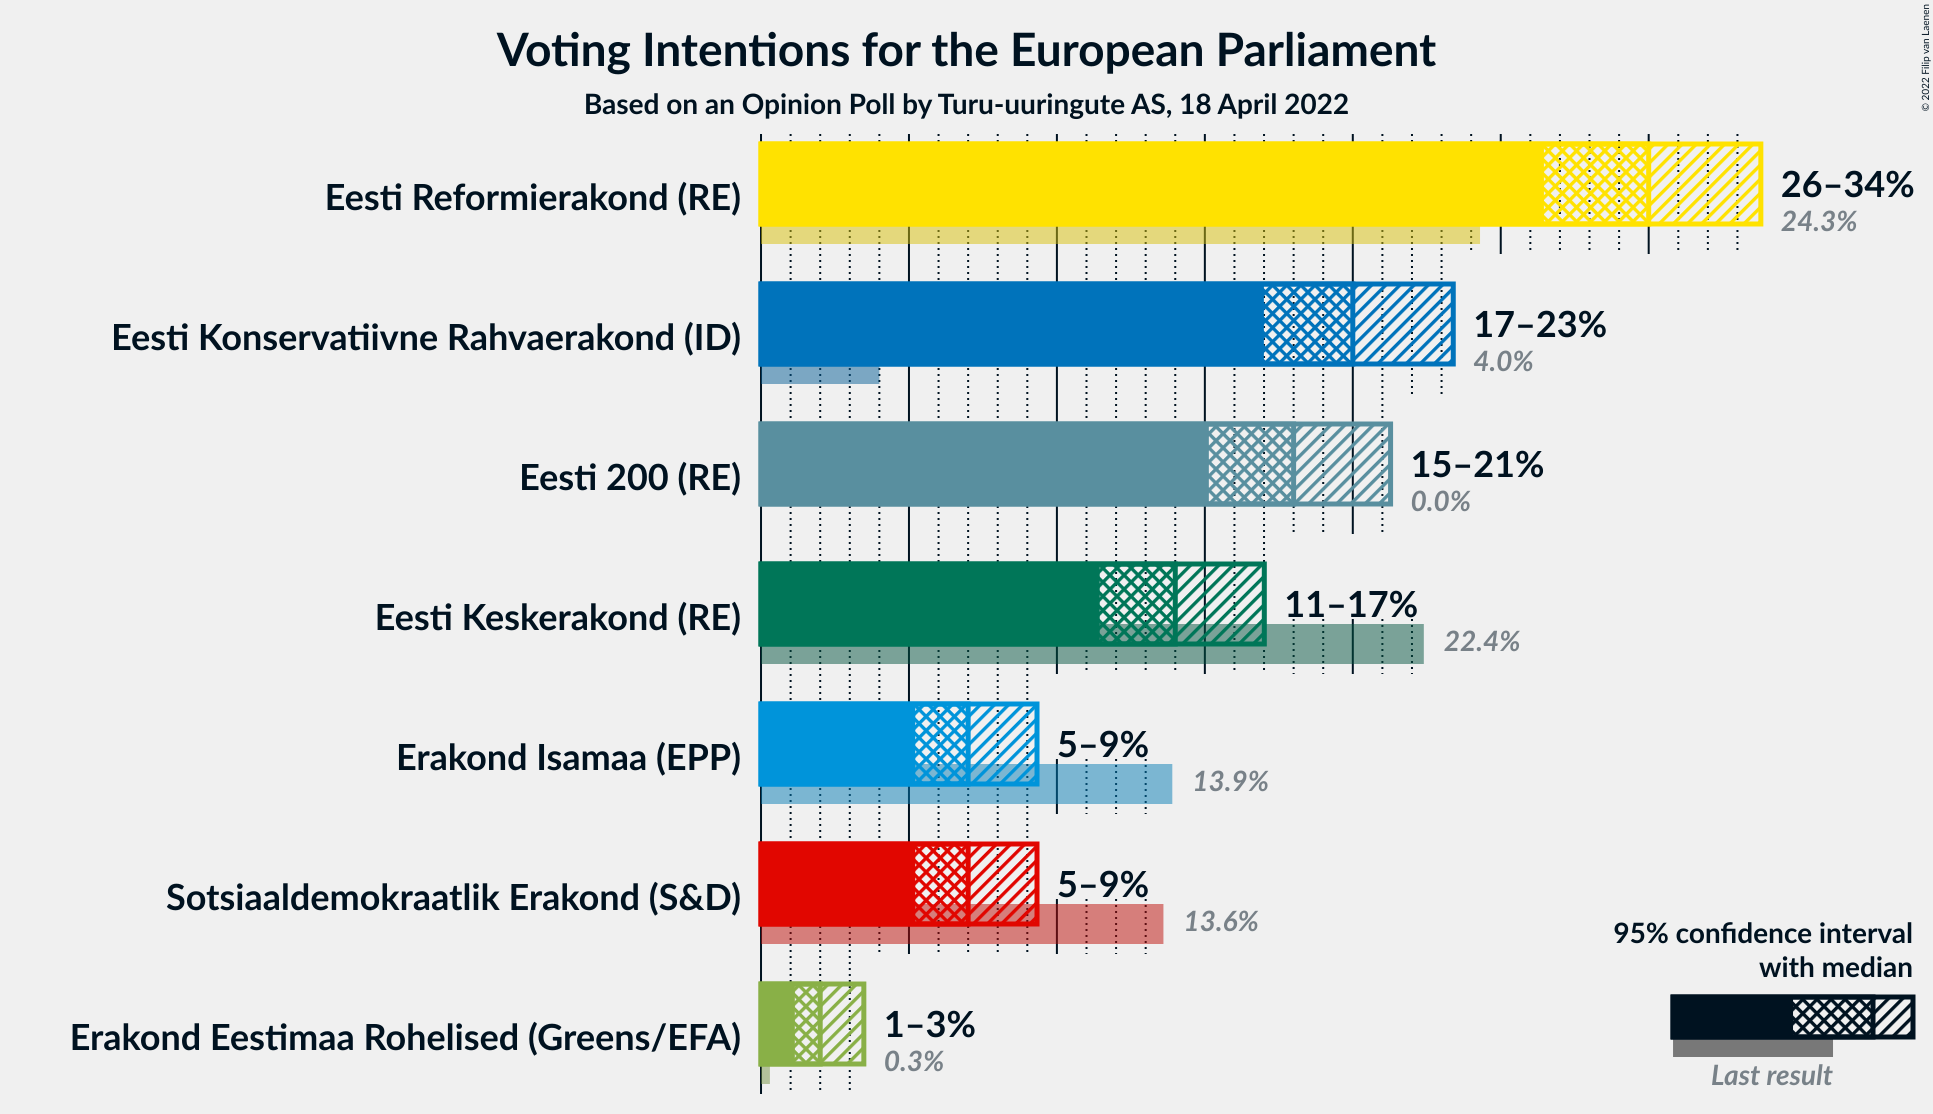 Voting Intentions for the European Parliament
Based on an Opinion Poll by Turu-uuringute AS, 18 April 2022
© 2022 Filip van Laenen
Eesti Reformierakond (RE)
26–34%
24.3%
Eesti Konservatiivne Rahvaerakond (ID)
17–23%
4.0%
Eesti 200 (RE)
15–21%
0.0%
Eesti Keskerakond (RE)
11–17%
22.4%
Erakond Isamaa (EPP)
5–9%
13.9%
Sotsiaaldemokraatlik Erakond (S&D)
5–9%
13.6%
Erakond Eestimaa Rohelised (Greens/EFA)
1–3%
0.3%
95% confidence interval
with median
Last result